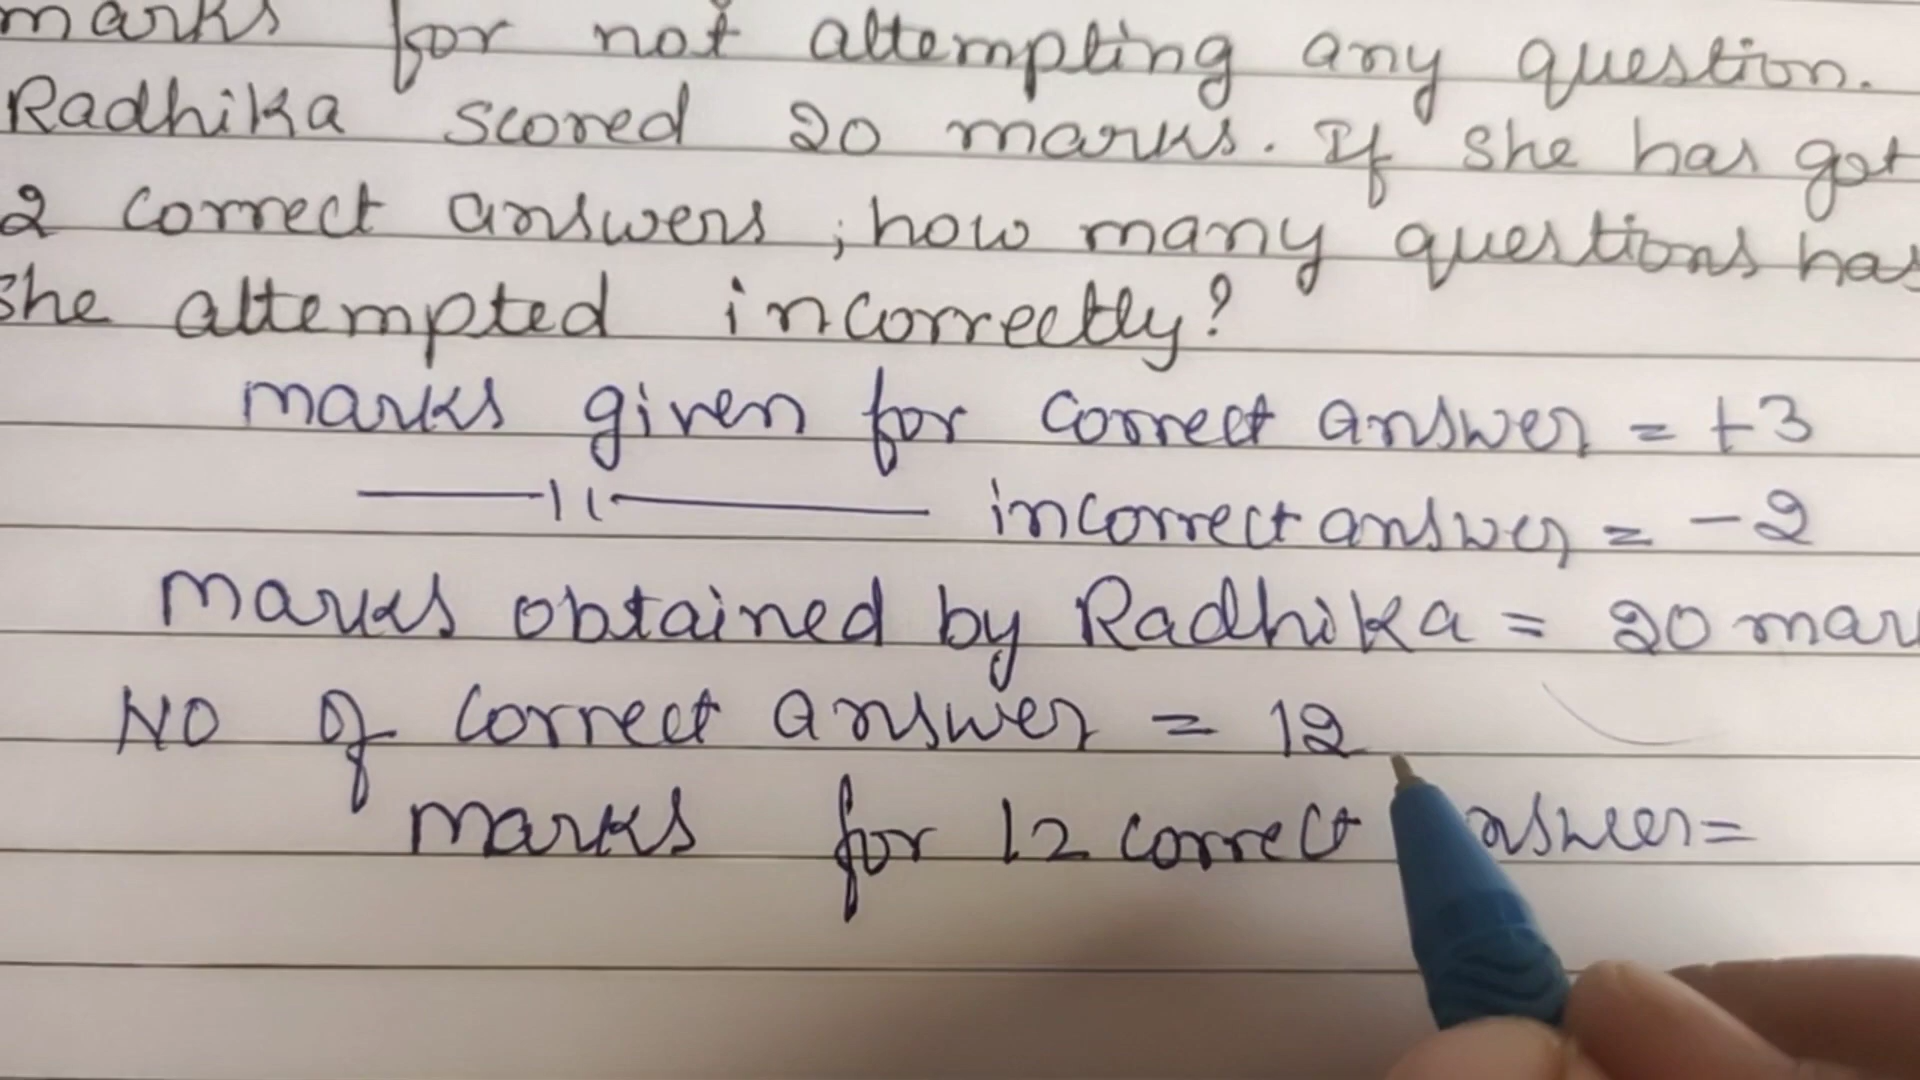 marks for not attempting any question.
Radhika scored 20 marks. If she has got
2 correct answers, how many questions has
she attempted incorrectly?
marks given for correct answer = +3
—11— incorrect answer = -2
Marks obtained by Radhika = 20 mar
NO of correct answer = 12
marks for 12 correct answer=